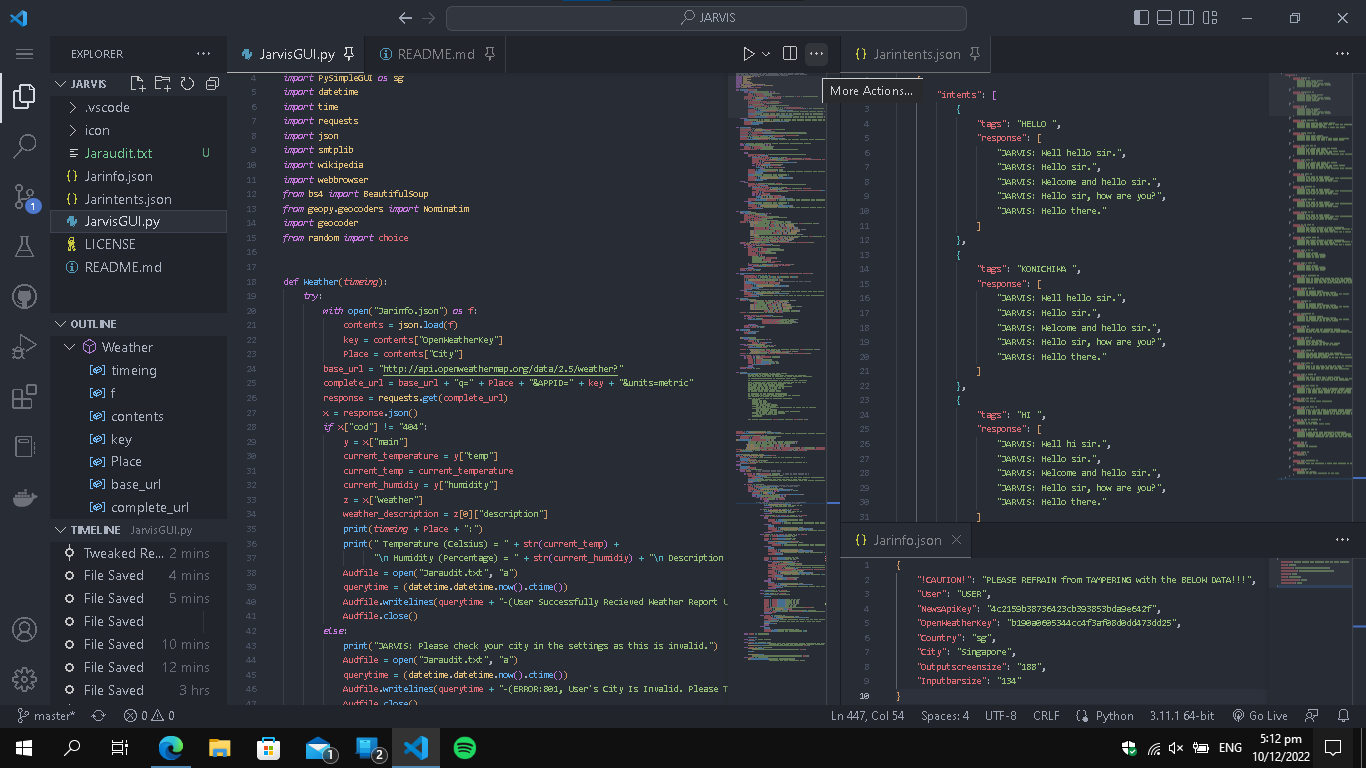 JARVIS
EXPLORER
JARVIS
.vscode
icon
Jaraudit.txt U
Jarinfo.json
Jarintents.json
JarvisGUI.py
LICENSE
README.md
OUTLINE
Weather
timeing
f
contents
key
Place
base_url
complete_url
TIMELINE JarvisGUI.py
Tweaked Re... 2 mins
File Saved 4 mins
File Saved 5 mins
File Saved
File Saved 10 mins
File Saved 12 mins
File Saved 3 hrs
1
JarvisGUI.py
README.md
4 import PySimpleGUI as sg
5 import datetime
6 import time
7 import requests
8 import json
9 import smtplib
10 import wikipedia
11 import webbrowser
12 from bs4 import BeautifulSoup
13 from geopy.geocoders import Nominatim
14 import geocoder
15 from random import choice
16
17
18 def Weather(timeing):
19 try:
20 with open("Jarinfo.json") as f:
21 contents = json.load(f)
22 key = contents["OpenWeatherKey"]
23 Place = contents["City"]
24 base_url = "http://api.openweathermap.org/data/2.5/weather?"
25 complete_url = base_url + "q=" + Place + "&APPID=" + key + "&units=metric"
26 response = requests.get(complete_url)
27 x = response.json()
28 if x["cod"] != "404":
29 y = x["main"]
30 current_temperature = y["temp"]
31 current_temp = current_temperature
32 current_humidiy = y["humidity"]
33 z = x["weather"]
34 weather_description = z[0]["description"]
35 print(timeing + Place + ":")
36 print(" Temperature (Celsius) = " + str(current_temp) +
37 "\n Humidity (Percentage) = " + str(current_humidiy) + "\n Description
38 Audfile = open("Jaraudit.txt", "a")
39 querytime = (datetime.datetime.now().ctime())
40 Audfile.writelines(querytime + "-(User Successfully Recieved Weather Report U
41 Audfile.close()
42 else:
43 print("JARVIS: Please check your city in the settings as this is invalid.")
44 Audfile = open("Jaraudit.txt", "a")
45 querytime = (datetime.datetime.now().ctime())
46 Audfile.writelines(querytime + "-(ERROR:801, User's City Is Invalid. Please T
47 Audfile.close()
More Actions...
Jarintents.json
"intents": [
3 {
4 "tags": "HELLO ",
5 "response": [
6 "JARVIS: Well hello sir.",
7 "JARVIS: Hello sir.",
8 "JARVIS: Welcome and hello sir.",
9 "JARVIS: Hello sir, how are you?",
10 "JARVIS: Hello there."
11 ]
12 },
13 {
14 "tags": "KONICHIWA ",
15 "response": [
16 "JARVIS: Well hello sir.",
17 "JARVIS: Hello sir.",
18 "JARVIS: Welcome and hello sir.",
19 "JARVIS: Hello sir, how are you?",
20 "JARVIS: Hello there."
21 ]
22 },
23 {
24 "tags": "HI ",
25 "response": [
26 "JARVIS: Well hi sir.",
27 "JARVIS: Hello sir.",
28 "JARVIS: Welcome and hello sir.",
29 "JARVIS: Hello sir, how are you?",
30 "JARVIS: Hello there."
31 ]
Jarinfo.json
1 {
2 "!CAUTION!": "PLEASE REFRAIN from TAMPERING with the BELOW DATA!!!",
3 "User": "USER",
4 "NewsApiKey": "4c2159b38736423cb393853bda9e642f",
5 "OpenWeatherKey": "b190a0605344cc4f3af08d0dd473dd25",
6 "Country": "sg",
7 "City": "Singapore",
8 "Outputscreensize": "188",
9 "Inputbarsize": "134"
10 }
master* 0 0
Ln 447, Col 54 Spaces: 4 UTF-8 CRLF Python 3.11.1 64-bit Go Live
1 2
ENG 5:12 pm
10/12/2022